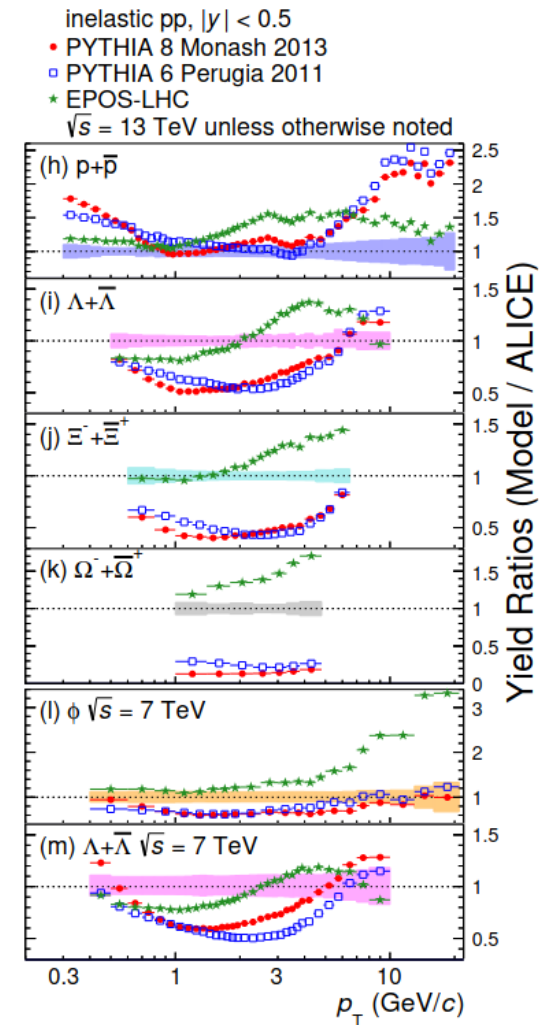 inelastic pp, |y| < 0.5
PYTHIA 8 Monash 2013
PYTHIA 6 Perugia 2011
EPOS-LHC
√s = 13 TeV unless otherwise noted
(h) p+p̅
2.5
2
1.5
1
(i) Λ+Λ̅
1.5
1
0.5
(j) Ξ⁻+Ξ̅⁺
1.5
1
0.5
(k) Ω⁻+Ω̅⁺
1.5
1
0.5
0
(l) ϕ √s = 7 TeV
3
2
1
(m) Λ+Λ̅ √s = 7 TeV
1.5
1
0.5
Yield Ratios (Model / ALICE)
0.3 1 3 10
p_T (GeV/c)